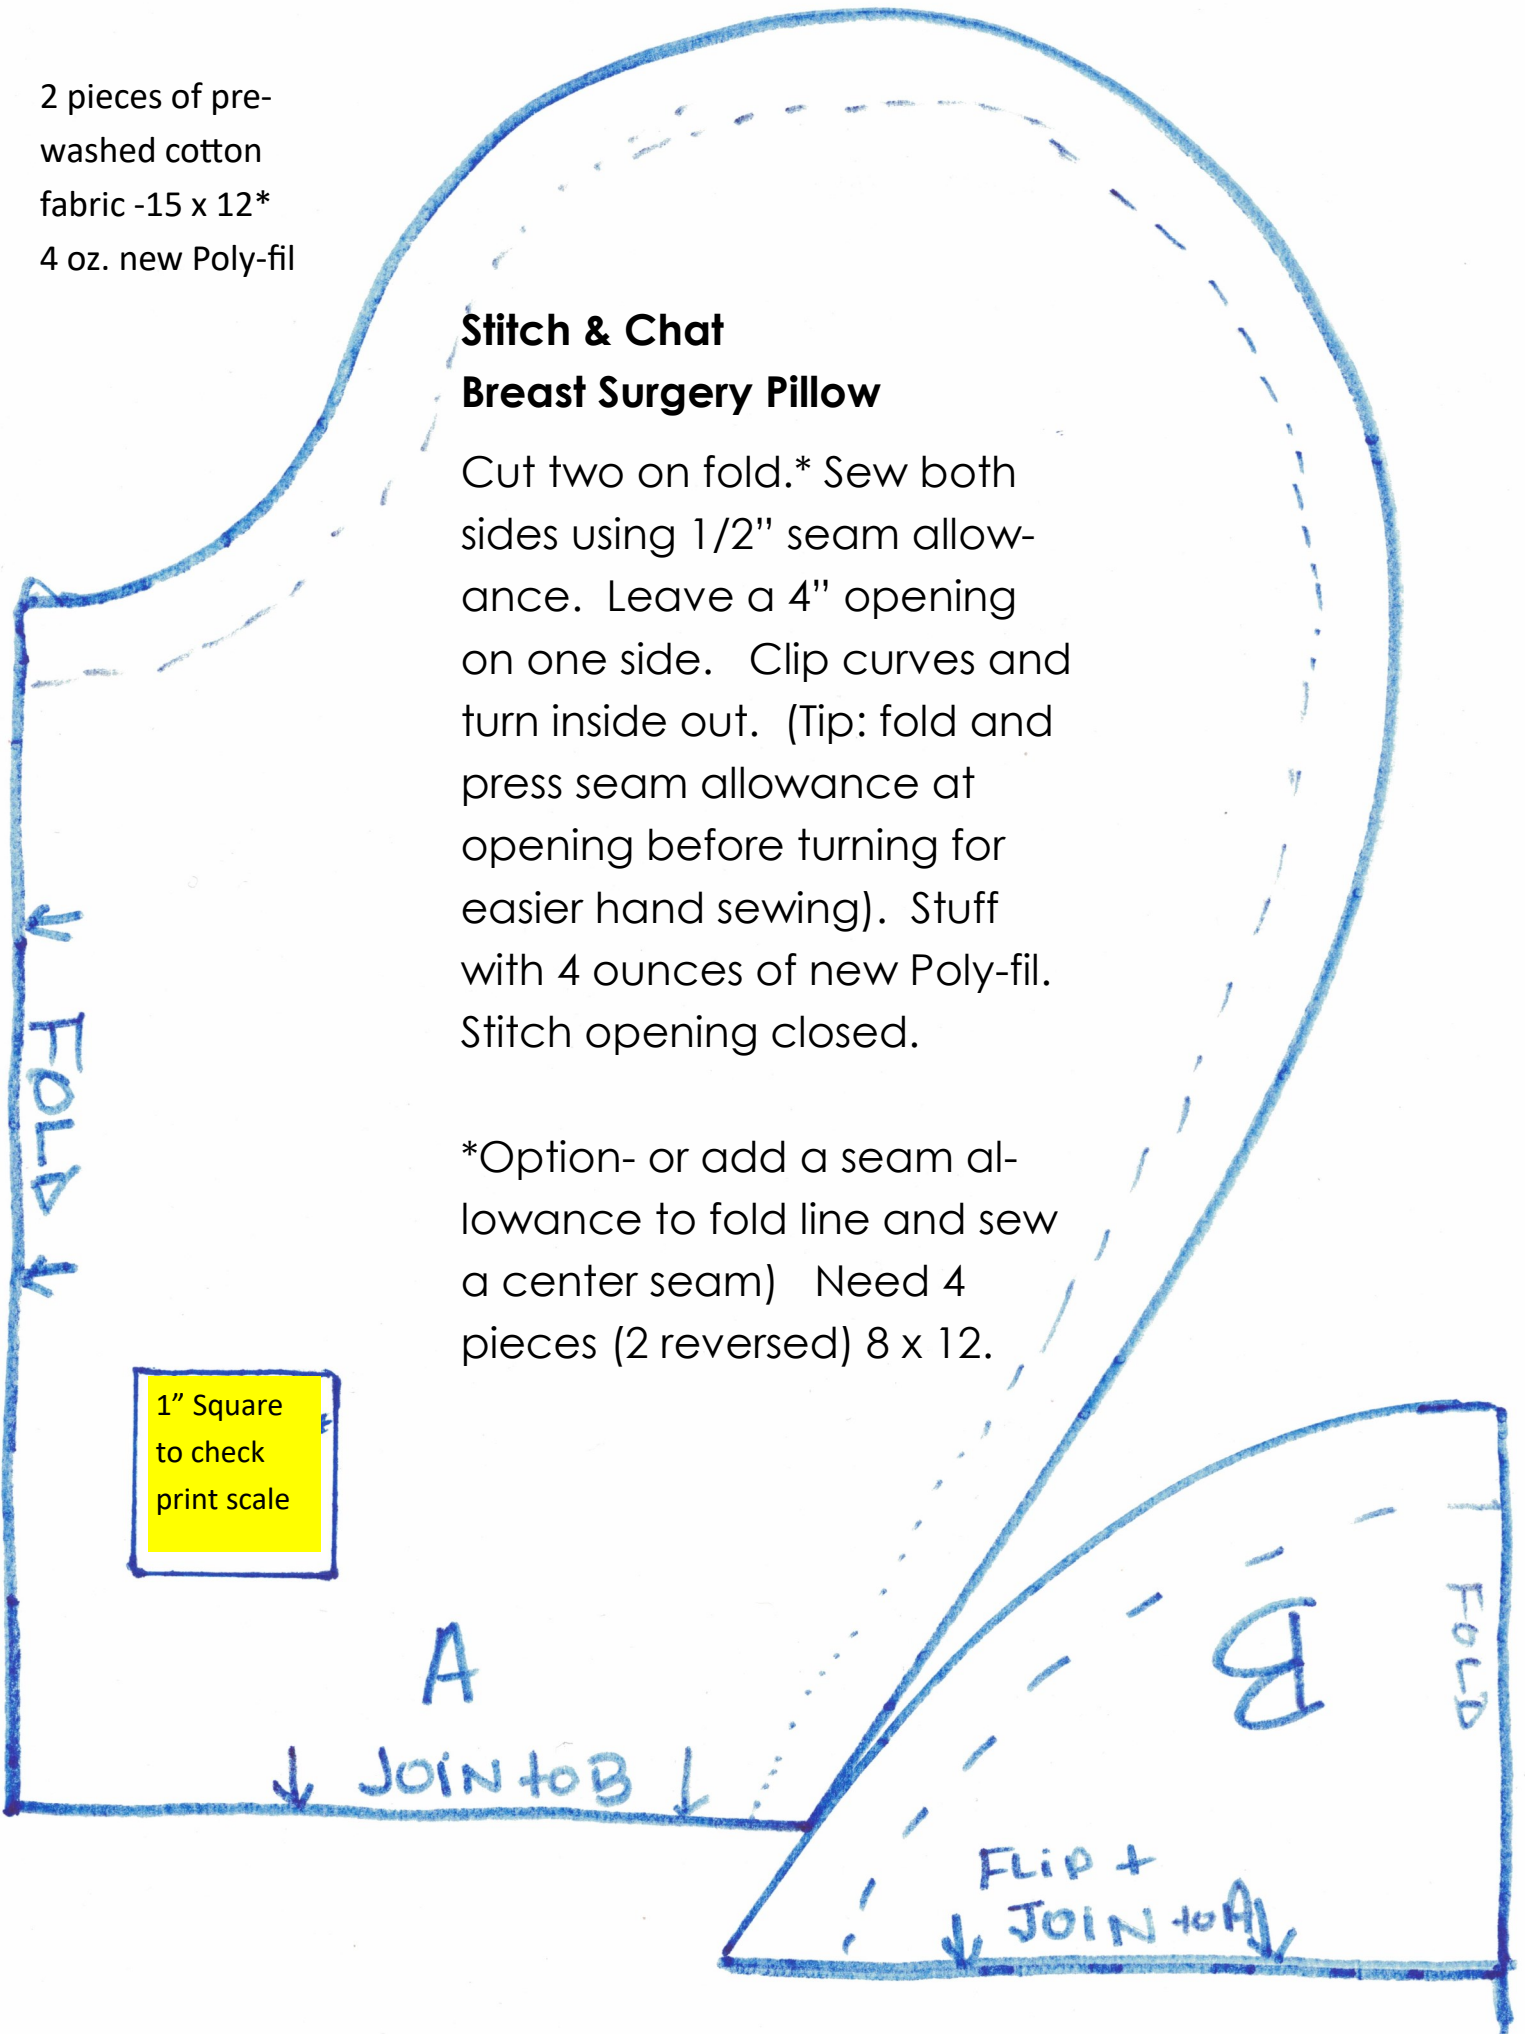 2 pieces of pre-
washed cotton
fabric -15 x 12*
4 oz. new Poly-fil
Stitch & Chat
Breast Surgery Pillow
Cut two on fold.* Sew both
sides using 1/2” seam allow-
ance.  Leave a 4” opening
on one side.   Clip curves and
turn inside out.  (Tip: fold and
press seam allowance at
opening before turning for
easier hand sewing).  Stuff
with 4 ounces of new Poly-fil.
Stitch opening closed.
*Option- or add a seam al-
lowance to fold line and sew
a center seam)   Need 4
pieces (2 reversed) 8 x 12.
FOLD
1” Square
to check
print scale
A
JOIN to B
B
FOLD
FLIP +
JOIN to A